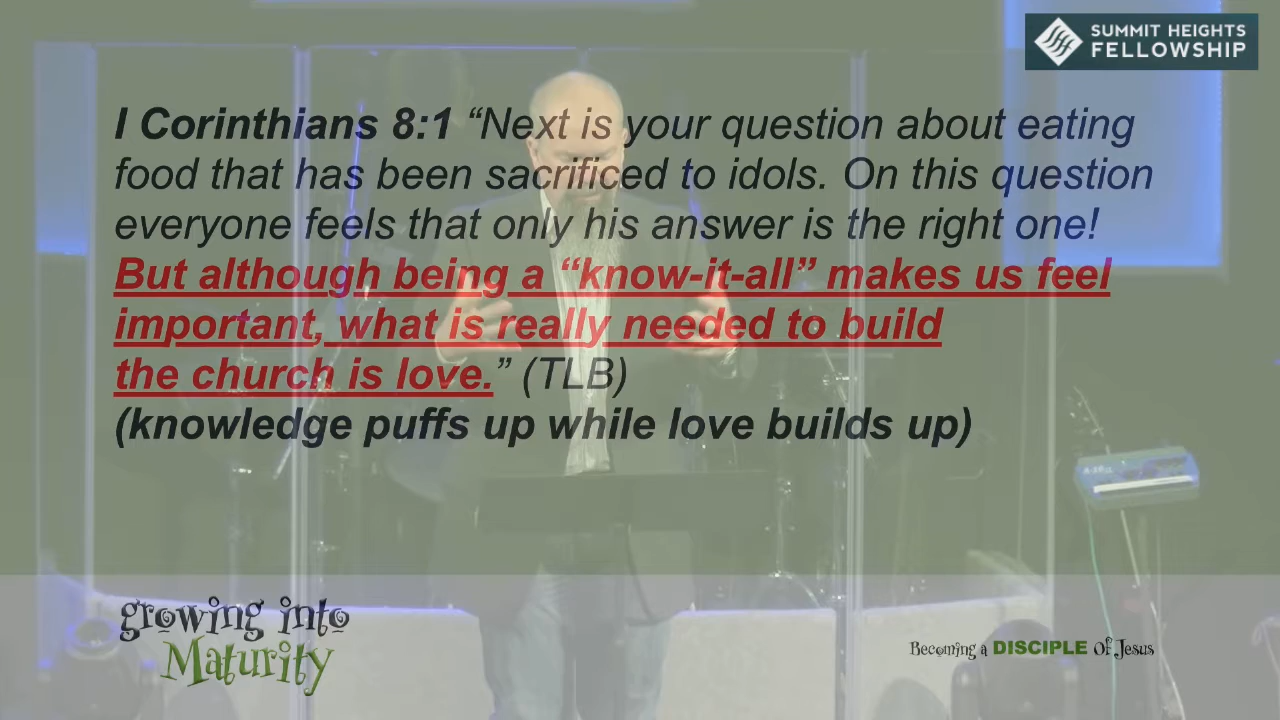 SUMMIT HEIGHTS
FELLOWSHIP
I Corinthians 8:1 “Next is your question about eating
food that has been sacrificed to idols. On this question
everyone feels that only his answer is the right one!
But although being a “know-it-all” makes us feel
important, what is really needed to build
the church is love.” (TLB)
(knowledge puffs up while love builds up)
growing into
Maturity
Becoming a DISCIPLE Of Jesus